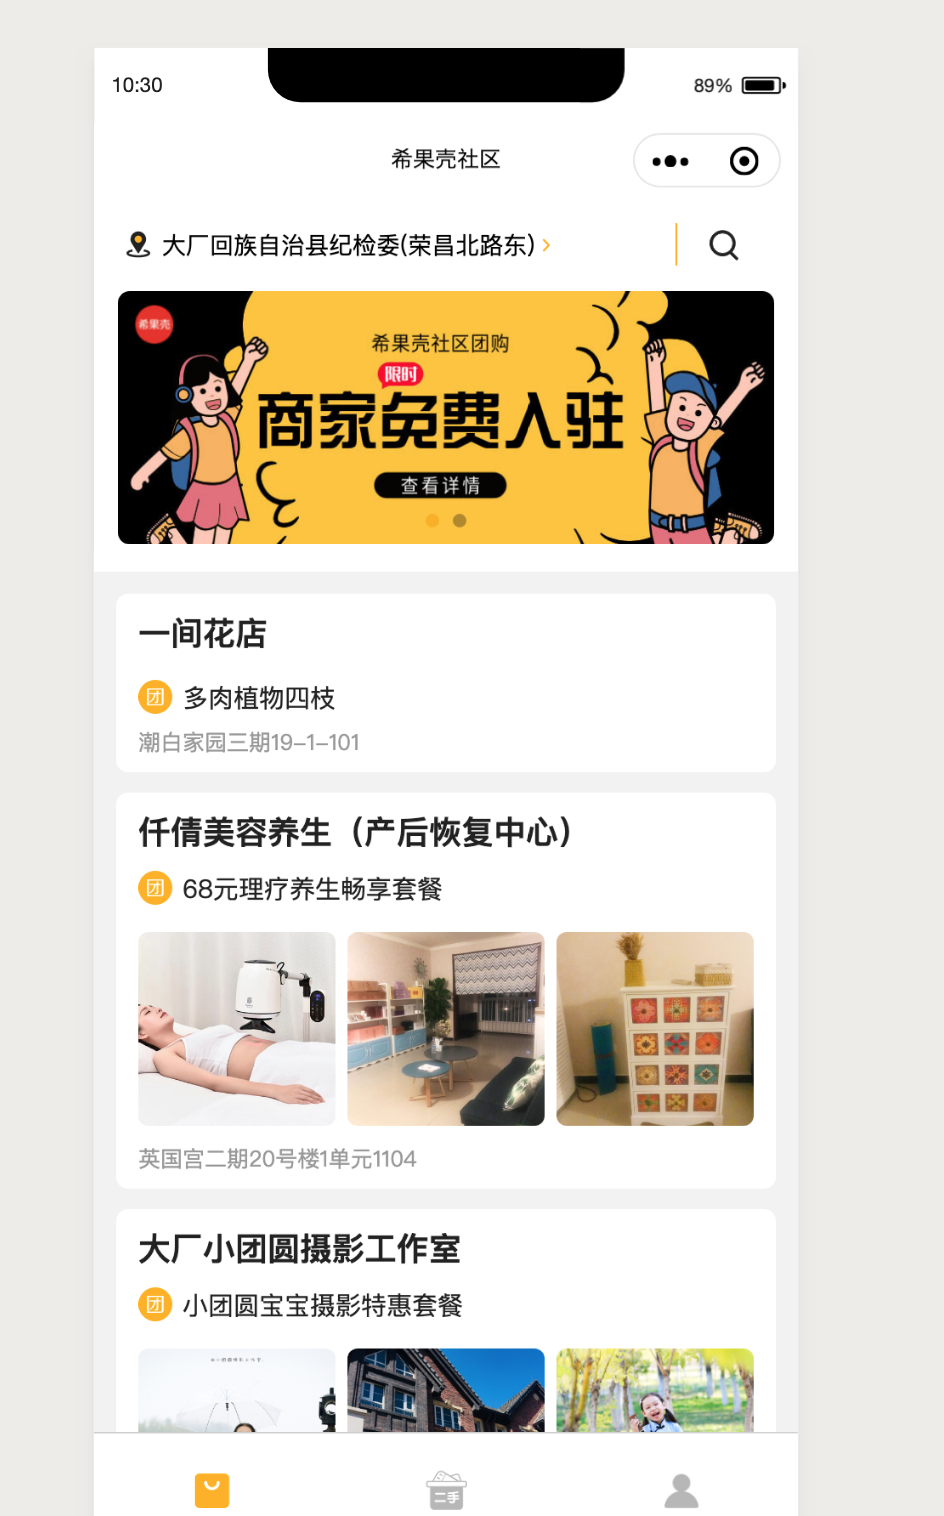 10:30
89%
希果壳社区
大厂回族自治县纪检委(荣昌北路东)
希果壳
希果壳社区团购
限时
商家免费入驻
查看详情
一间花店
团 多肉植物四枝
潮白家园三期19-1-101
仟倩美容养生（产后恢复中心）
团 68元理疗养生畅享套餐
英国宫二期20号楼1单元1104
大厂小团圆摄影工作室
团 小团圆宝宝摄影特惠套餐
二手